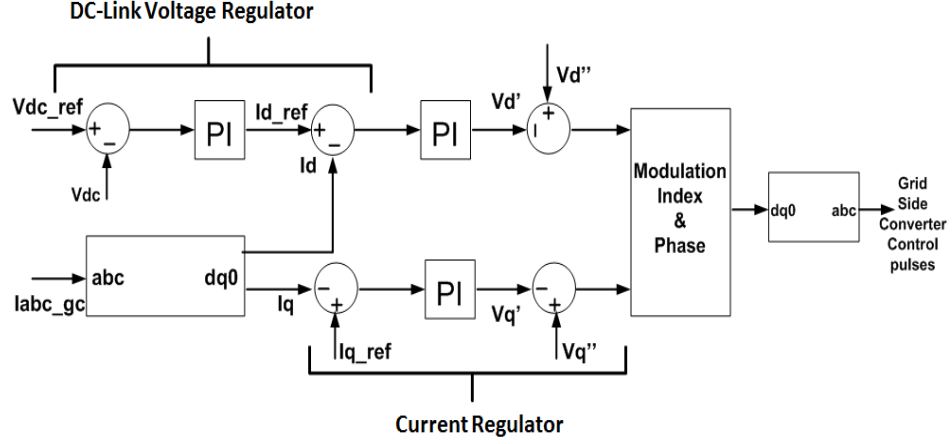 DC-Link Voltage Regulator
Vdc_ref
+
−
Vdc
PI
Id_ref
+
−
Id
PI
Vd’
Vd”
+
−
Modulation
Index
&
Phase
dq0
abc
Grid
Side
Converter
Control
pulses
Iabc_gc
abc
dq0
Iq
−
+
Iq_ref
PI
Vq’
−
+
Vq”
Current Regulator